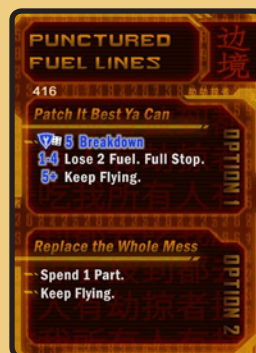 PUNCTURED
FUEL LINES
边境
416
Patch It Best Ya Can
5 Breakdown
1-4 Lose 2 Fuel. Full Stop.
5+ Keep Flying.
OPTION 1
Replace the Whole Mess
Spend 1 Part.
Keep Flying.
OPTION 2